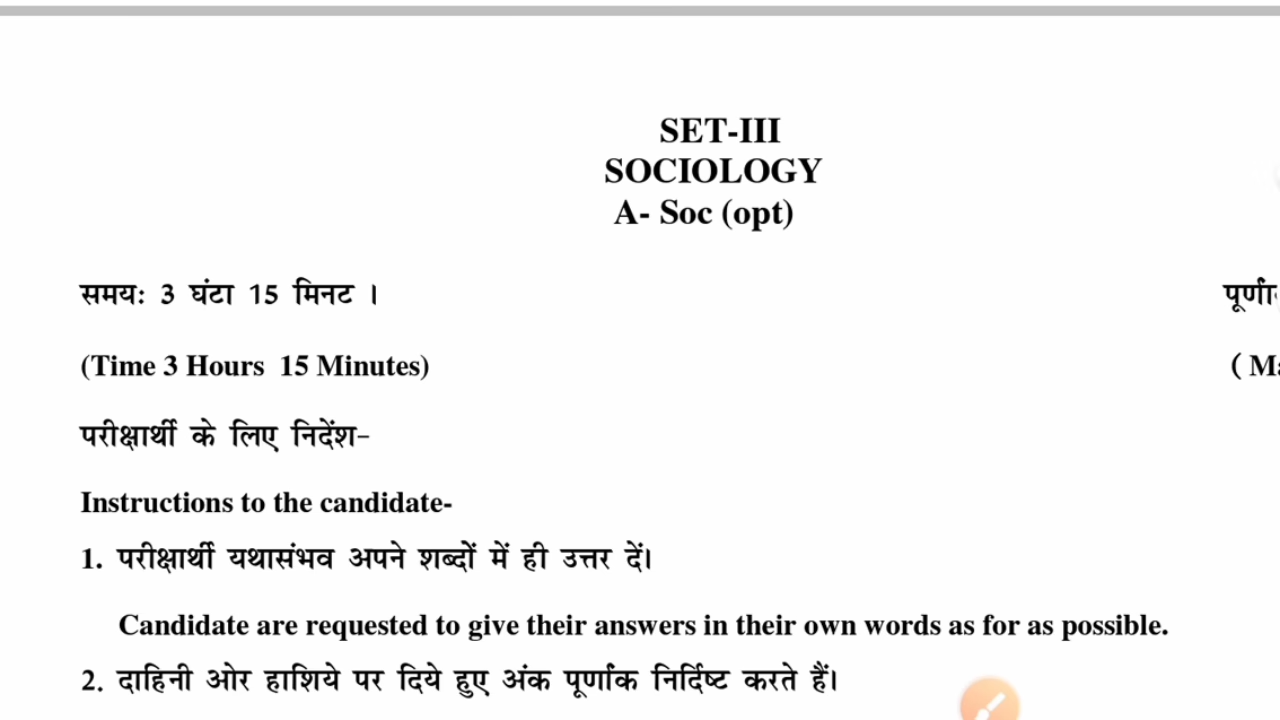 SET-III
SOCIOLOGY
A- Soc (opt)
समयः 3 घंटा 15 मिनट ।
(Time 3 Hours 15 Minutes)
परीक्षार्थी के लिए निर्देश-
Instructions to the candidate-
1. परीक्षार्थी यथासंभव अपने शब्दों में ही उत्तर दें।
Candidate are requested to give their answers in their own words as for as possible.
2. दाहिनी ओर हाशिये पर दिये हुए अंक पूर्णांक निर्दिष्ट करते हैं।